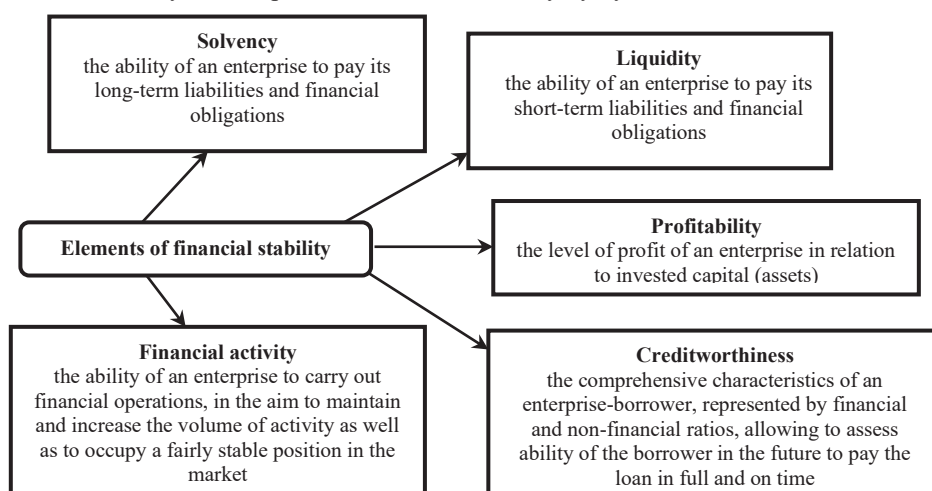 Solvency
the ability of an enterprise to pay its
long-term liabilities and financial
obligations
Liquidity
the ability of an enterprise to pay its
short-term liabilities and financial
obligations
Elements of financial stability
Profitability
the level of profit of an enterprise in relation
to invested capital (assets)
Financial activity
the ability of an enterprise to carry out
financial operations, in the aim to maintain
and increase the volume of activity as well
as to occupy a fairly stable position in the
market
Creditworthiness
the comprehensive characteristics of an
enterprise-borrower, represented by financial
and non-financial ratios, allowing to assess
ability of the borrower in the future to pay the
loan in full and on time